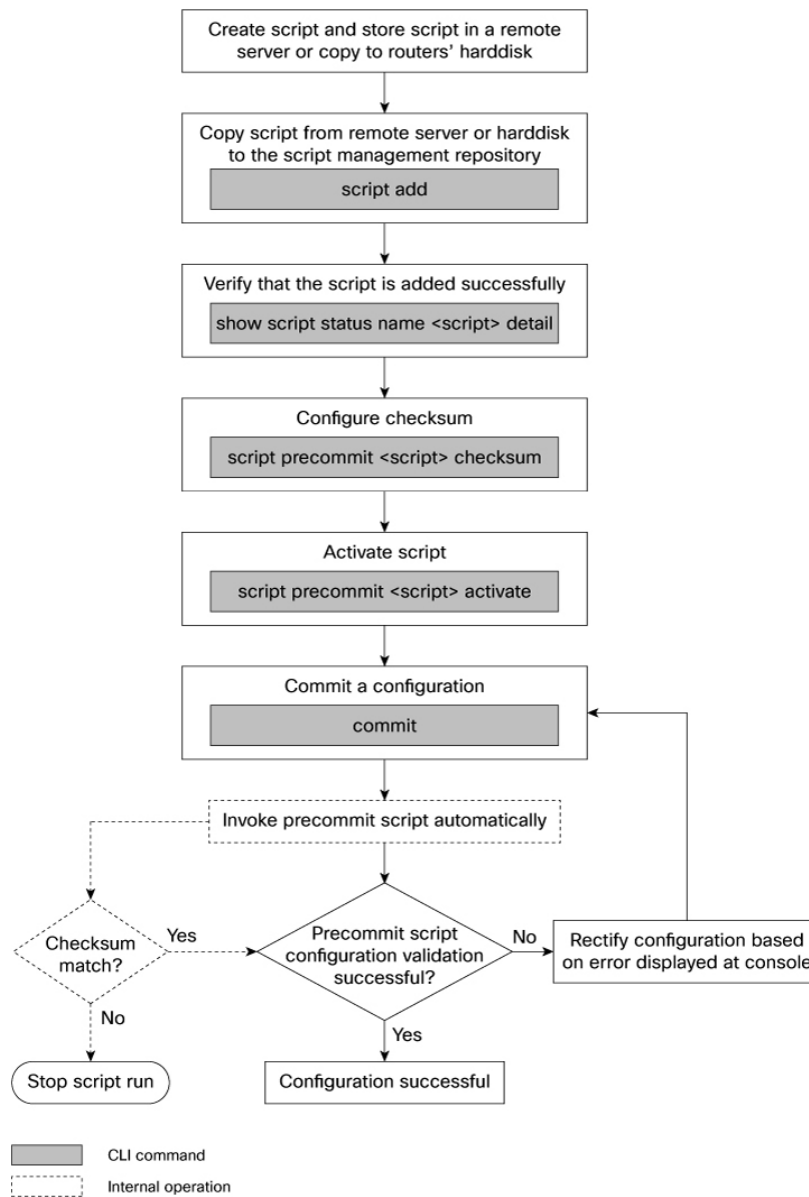 Create script and store script in a remote
server or copy to routers' harddisk
Copy script from remote server or harddisk
to the script management repository
script add
Verify that the script is added successfully
show script status name <script> detail
Configure checksum
script precommit <script> checksum
Activate script
script precommit <script> activate
Commit a configuration
commit
Invoke precommit script automatically
Checksum
match?
Yes
No
Stop script run
Precommit script
configuration validation
successful?
No
Rectify configuration based
on error displayed at console
Yes
Configuration successful
CLI command
Internal operation